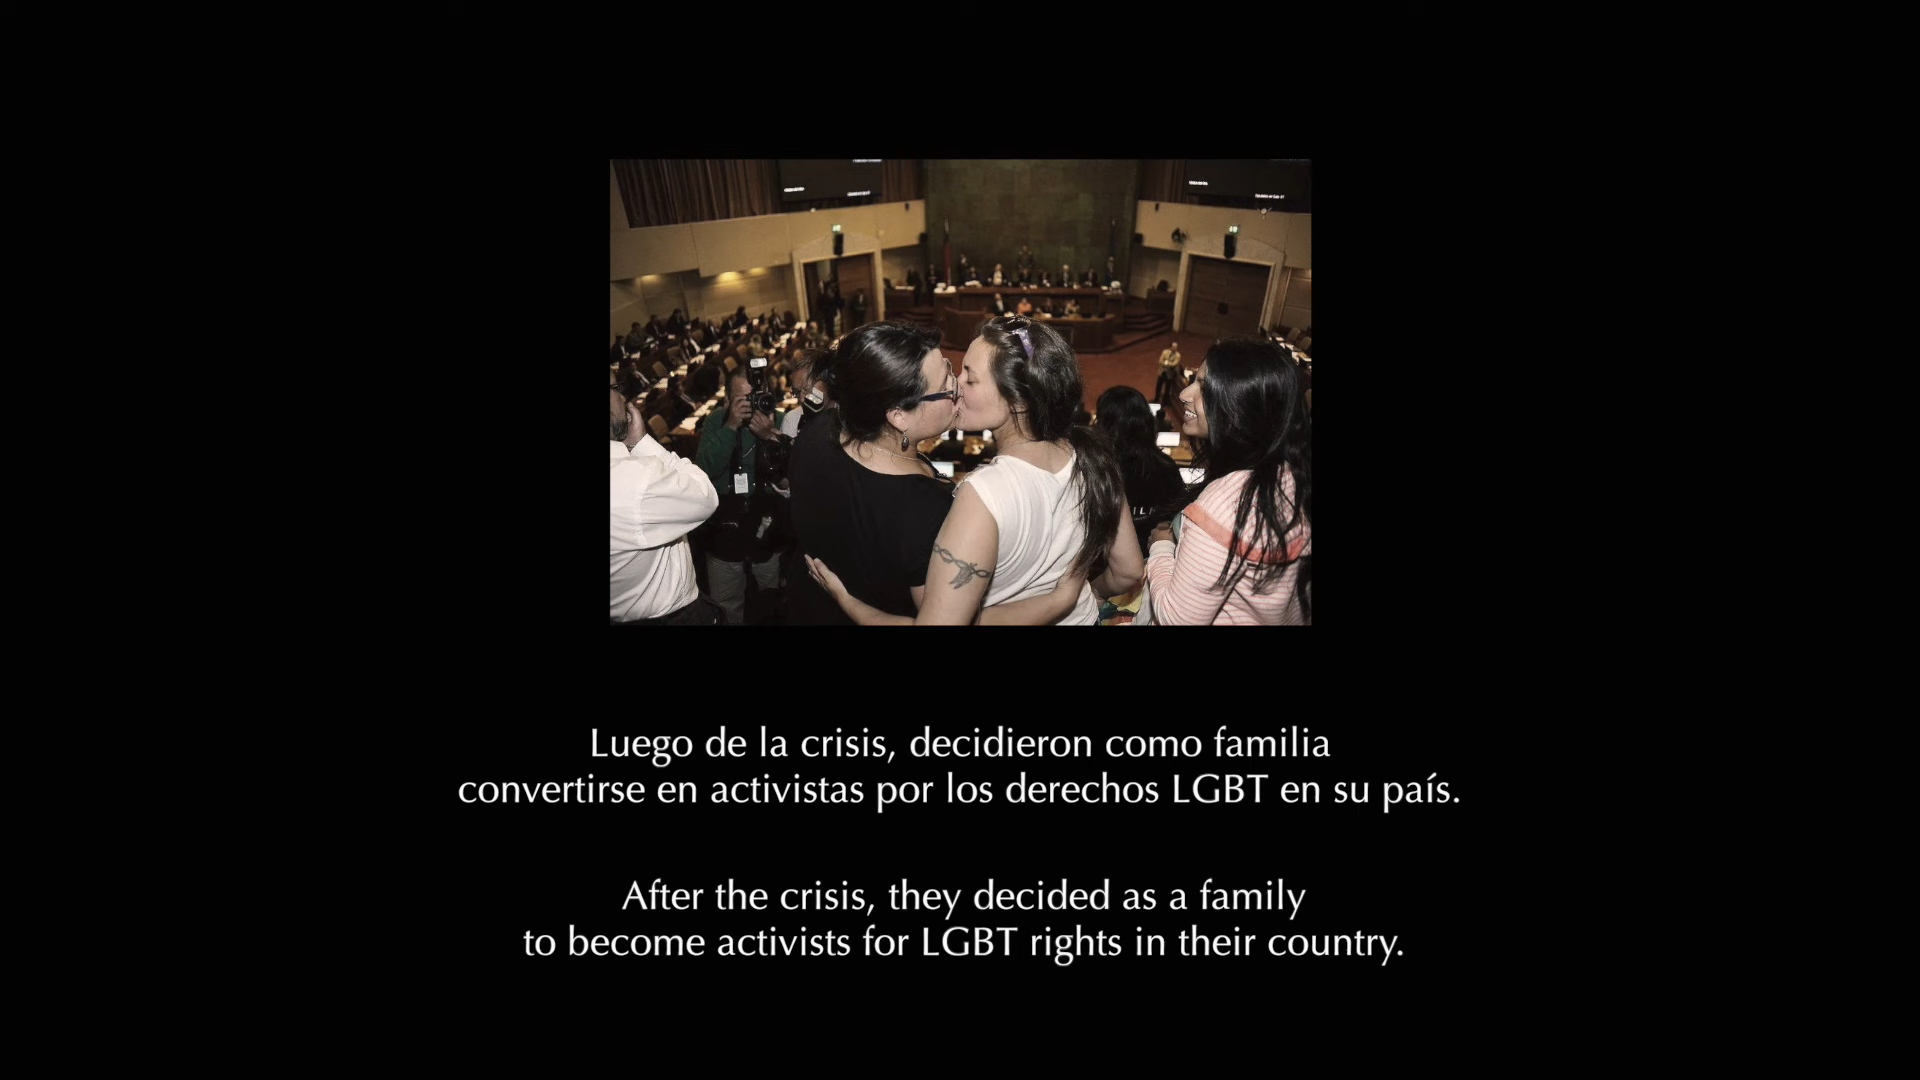 Luego de la crisis, decidieron como familia
convertirse en activistas por los derechos LGBT en su país.
After the crisis, they decided as a family
to become activists for LGBT rights in their country.